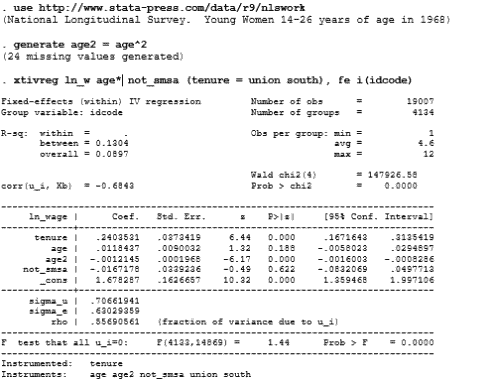 . use http://www.stata-press.com/data/r9/nlswork
(National Longitudinal Survey.  Young Women 14-26 years of age in 1968)
. generate age2 = age^2
(24 missing values generated)
. xtivreg ln_w age* not_smsa (tenure = union south), fe i(idcode)
Fixed-effects (within) IV regression Number of obs = 19007
Group variable: idcode Number of groups = 4134
R-sq: within = . Obs per group: min = 1
between = 0.1304 avg = 4.6
overall = 0.0897 max = 12
Wald chi2(4) = 147926.58
corr(u_i, Xb) = -0.6843 Prob > chi2 = 0.0000
ln_wage | Coef. Std. Err. z P>|z| [95% Conf. Interval]
tenure | .2403531 .0373419 6.44 0.000 .1671643 .3135419
age | .0118437 .0090032 1.32 0.188 -.0058023 .0294897
age2 | -.0012145 .0001968 -6.17 0.000 -.0016003 -.0008286
not_smsa | -.0167178 .0339236 -0.49 0.622 -.0832069 .0497713
_cons | 1.678287 .1626657 10.32 0.000 1.359468 1.997106
sigma_u | .70661941
sigma_e | .63029359
rho | .55690561 (fraction of variance due to u_i)
F test that all u_i=0: F(4133,14869) = 1.44 Prob > F = 0.0000
Instrumented: tenure
Instruments: age age2 not_smsa union south